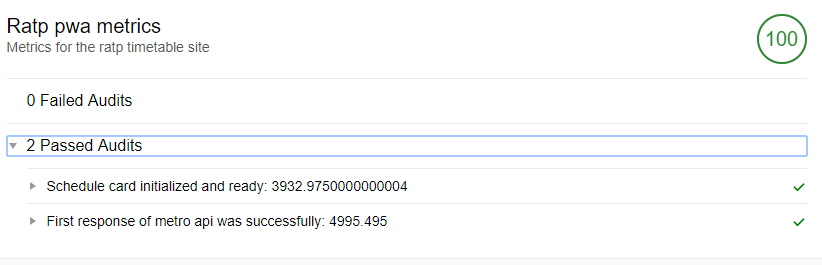 Ratp pwa metrics
Metrics for the ratp timetable site
100
0 Failed Audits
2 Passed Audits
Schedule card initialized and ready: 3932.9750000000004
First response of metro api was successfully: 4995.495